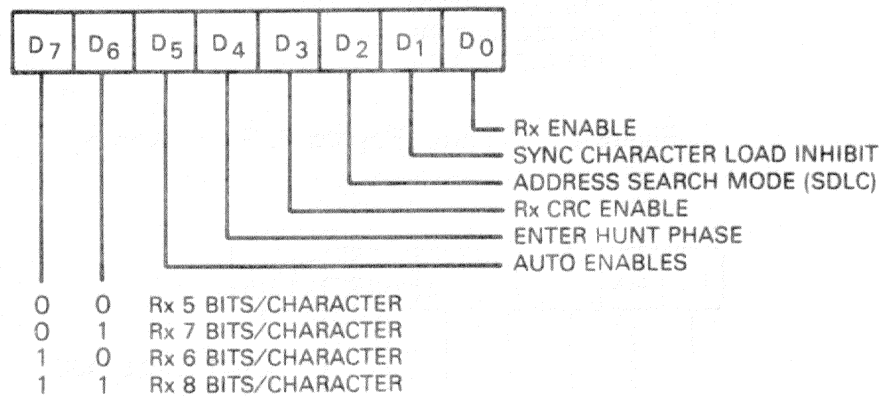 D7 D6 D5 D4 D3 D2 D1 D0
Rx ENABLE
SYNC CHARACTER LOAD INHIBIT
ADDRESS SEARCH MODE (SDLC)
Rx CRC ENABLE
ENTER HUNT PHASE
AUTO ENABLES
0 0 Rx 5 BITS/CHARACTER
0 1 Rx 7 BITS/CHARACTER
1 0 Rx 6 BITS/CHARACTER
1 1 Rx 8 BITS/CHARACTER